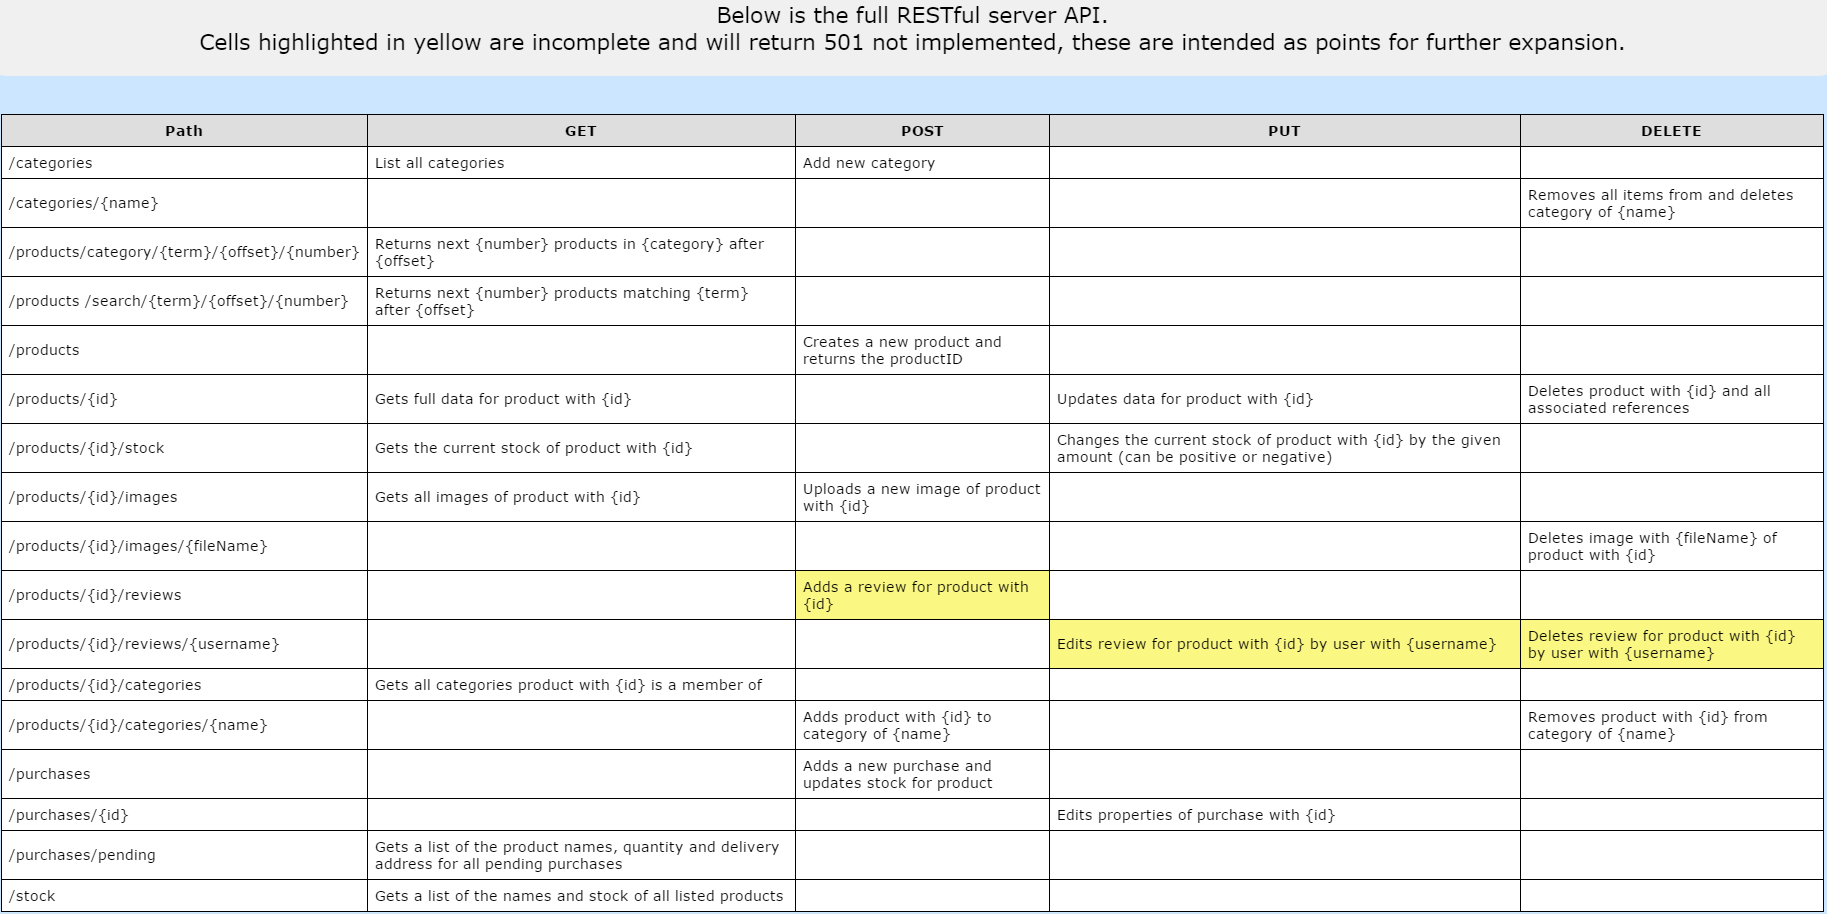 Below is the full RESTful server API.
Cells highlighted in yellow are incomplete and will return 501 not implemented, these are intended as points for further expansion.
Path GET POST PUT DELETE
/categories List all categories Add new category
/categories/{name} Removes all items from and deletes
category of {name}
/products/category/{term}/{offset}/{number} Returns next {number} products in {category} after
{offset}
/products /search/{term}/{offset}/{number} Returns next {number} products matching {term}
after {offset}
/products Creates a new product and
returns the productID
/products/{id} Gets full data for product with {id} Updates data for product with {id} Deletes product with {id} and all
associated references
/products/{id}/stock Gets the current stock of product with {id} Changes the current stock of product with {id} by the given
amount (can be positive or negative)
/products/{id}/images Gets all images of product with {id} Uploads a new image of product
with {id}
/products/{id}/images/{fileName} Deletes image with {fileName} of
product with {id}
/products/{id}/reviews Adds a review for product with
{id}
/products/{id}/reviews/{username} Edits review for product with {id} by user with {username} Deletes review for product with {id}
by user with {username}
/products/{id}/categories Gets all categories product with {id} is a member of
/products/{id}/categories/{name} Adds product with {id} to
category of {name}
Removes product with {id} from
category of {name}
/purchases Adds a new purchase and
updates stock for product
/purchases/{id} Edits properties of purchase with {id}
/purchases/pending Gets a list of the product names, quantity and delivery
address for all pending purchases
/stock Gets a list of the names and stock of all listed products